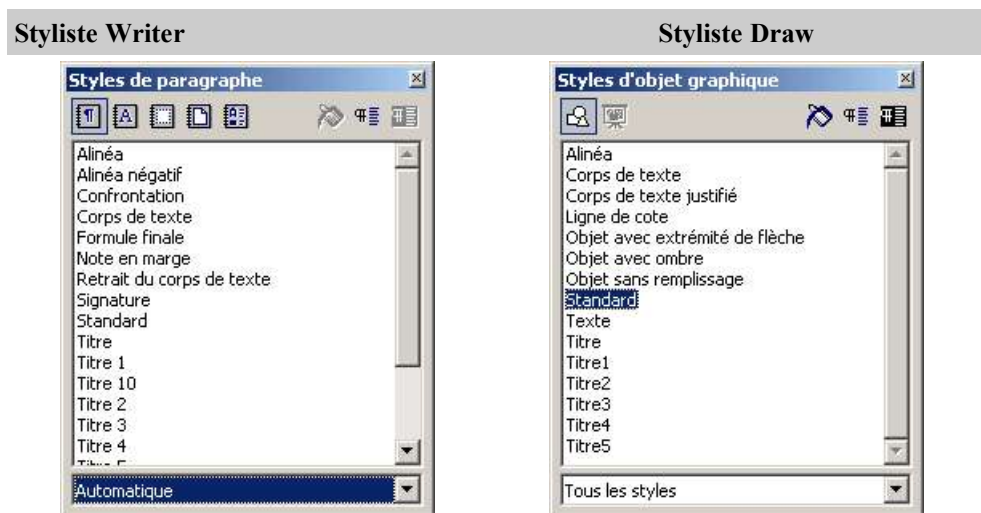 Styliste Writer
Styliste Draw
Styles de paragraphe
Alinéa
Alinéa négatif
Confrontation
Corps de texte
Formule finale
Note en marge
Retrait du corps de texte
Signature
Standard
Titre
Titre 1
Titre 10
Titre 2
Titre 3
Titre 4
Automatique
Styles d'objet graphique
Alinéa
Corps de texte
Corps de texte justifié
Ligne de cote
Objet avec extrémité de flèche
Objet avec ombre
Objet sans remplissage
Standard
Texte
Titre
Titre1
Titre2
Titre3
Titre4
Titre5
Tous les styles